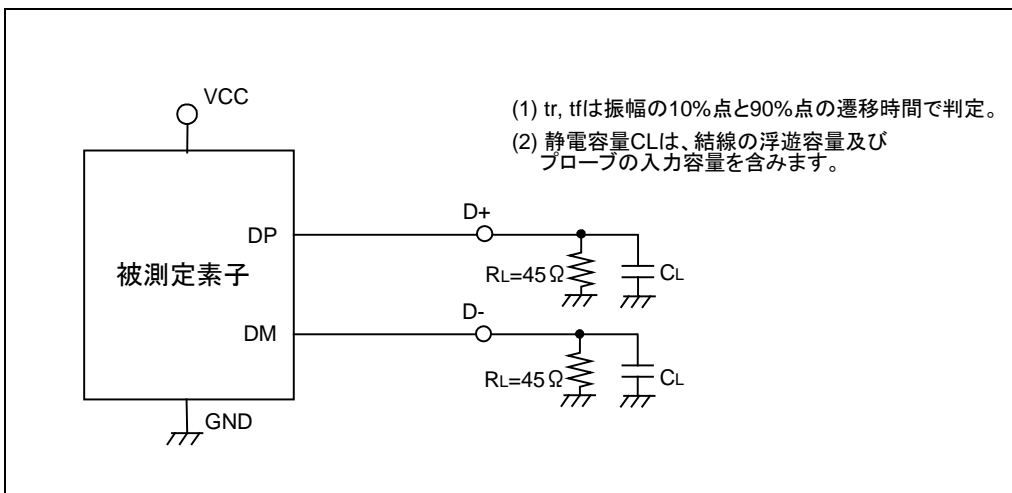 VCC
(1) tr, tfは振幅の10%点と90%点の遷移時間で判定。
(2) 静電容量CLは、結線の浮遊容量及び
プローブの入力容量を含みます。
D+
DP
RL=45Ω
CL
被測定素子
D-
DM
RL=45Ω
CL
GND